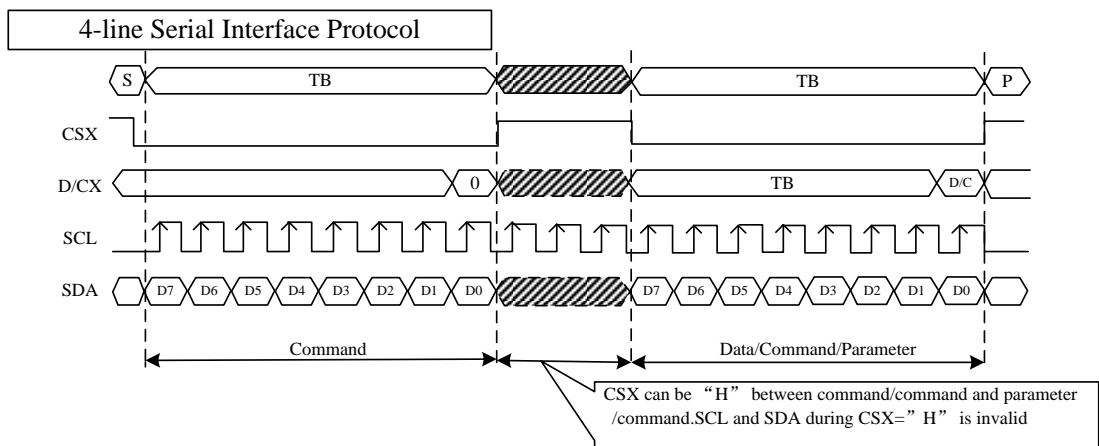 4-line Serial Interface Protocol
S TB TB P
CSX
D/CX 0 TB D/C
SCL
SDA D7 D6 D5 D4 D3 D2 D1 D0 D7 D6 D5 D4 D3 D2 D1 D0
Command Data/Command/Parameter
CSX can be “H” between command/command and parameter
/command.SCL and SDA during CSX=”H” is invalid